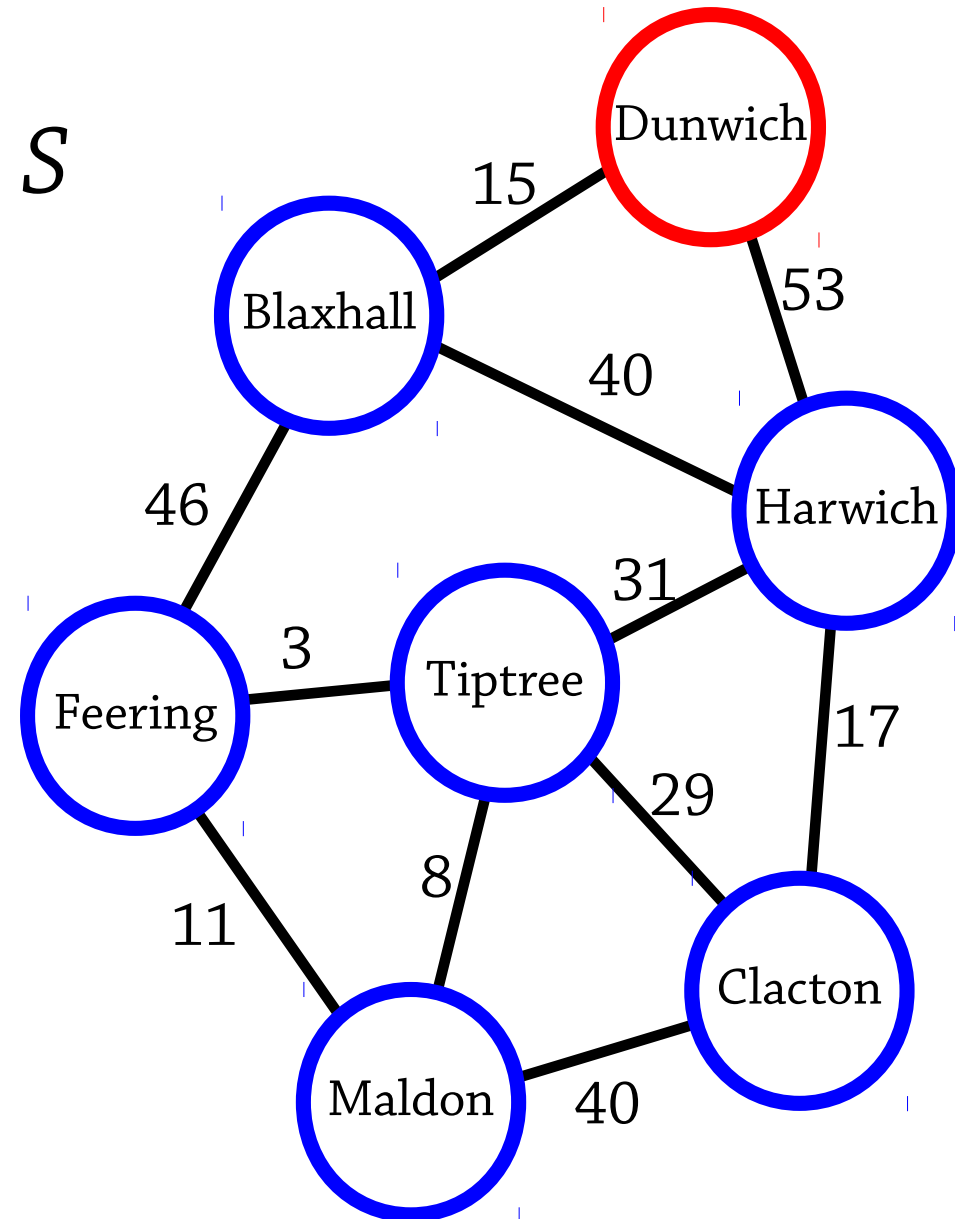 Dunwich
S
15
53
Blaxhall
40
46
Harwich
31
3
Tiptree
Feering
17
29
8
11
Clacton
Maldon
40